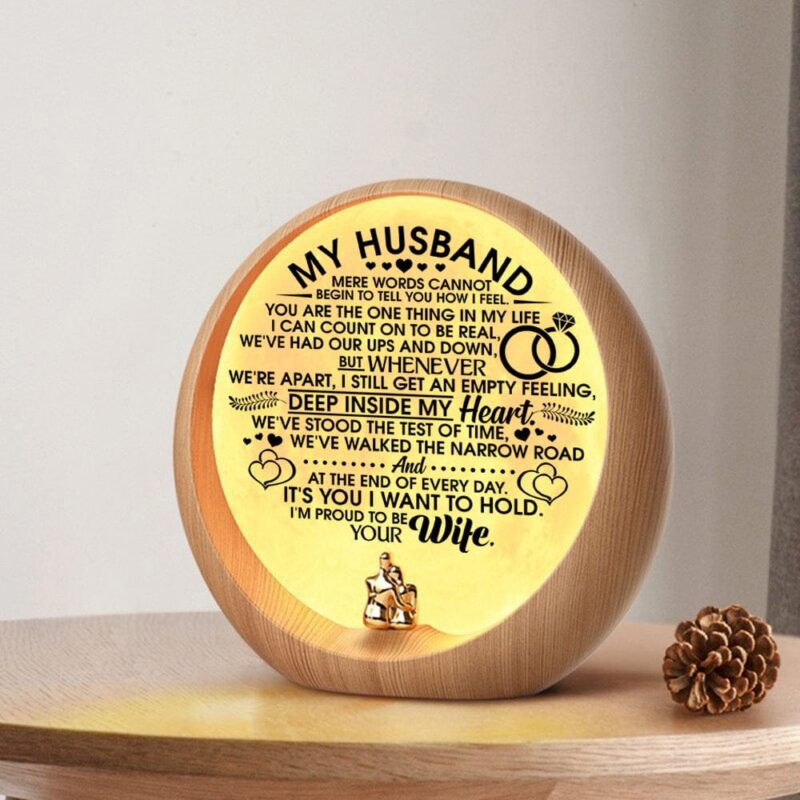 MY HUSBAND
MERE WORDS CANNOT
BEGIN TO TELL YOU HOW I FEEL.
YOU ARE THE ONE THING IN MY LIFE
I CAN COUNT ON TO BE REAL,
WE'VE HAD OUR UPS AND DOWN,
BUT WHENEVER
WE'RE APART, I STILL GET AN EMPTY FEELING,
DEEP INSIDE MY Heart.
WE'VE STOOD THE TEST OF TIME,
WE'VE WALKED THE NARROW ROAD
And
AT THE END OF EVERY DAY.
IT'S YOU I WANT TO HOLD.
I'M PROUD TO BE
YOUR Wife.